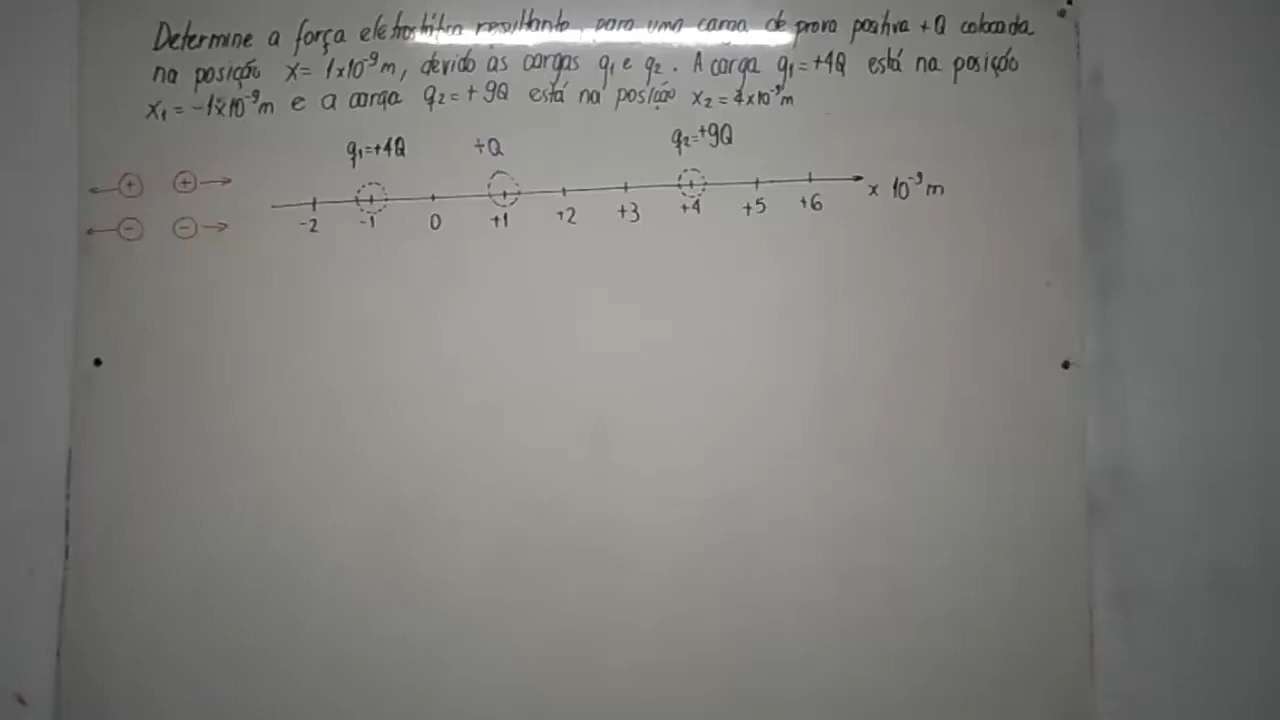 Determine a força eletrostática resultante, para uma carga de prova positiva +Q colocada
na posição x= 1x10⁻⁹m, devido às cargas q₁ e q₂. A carga q₁=+4Q está na posição
x₁=-1x10⁻⁹m e a carga q₂=+9Q está na posição x₂=4x10⁻⁹m
q₁=+4Q +Q q₂=+9Q
+ +
- -
-2 -1 0 +1 +2 +3 +4 +5 +6 x 10⁻⁹m